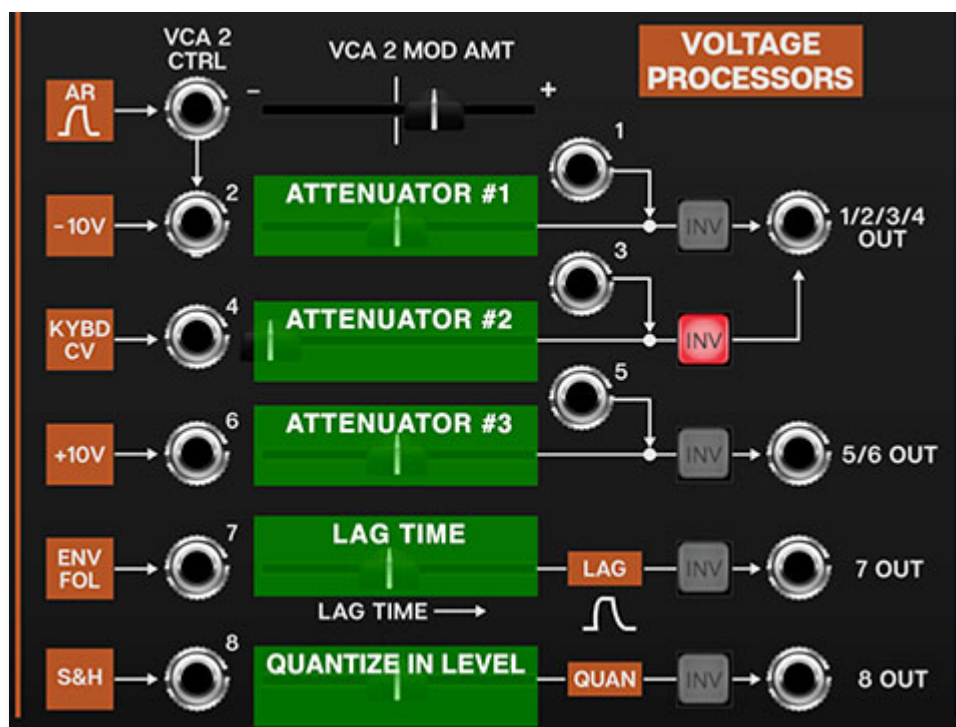 VCA 2
CTRL
VCA 2 MOD AMT
VOLTAGE
PROCESSORS
AR
- +
1
2
ATTENUATOR #1
-10V
INV
1/2/3/4
OUT
3
4
ATTENUATOR #2
KYBD
CV
INV
5
6
ATTENUATOR #3
+10V
INV
5/6 OUT
7
LAG TIME
ENV
FOL
LAG
INV
7 OUT
LAG TIME
8
QUANTIZE IN LEVEL
S&H
QUAN
INV
8 OUT